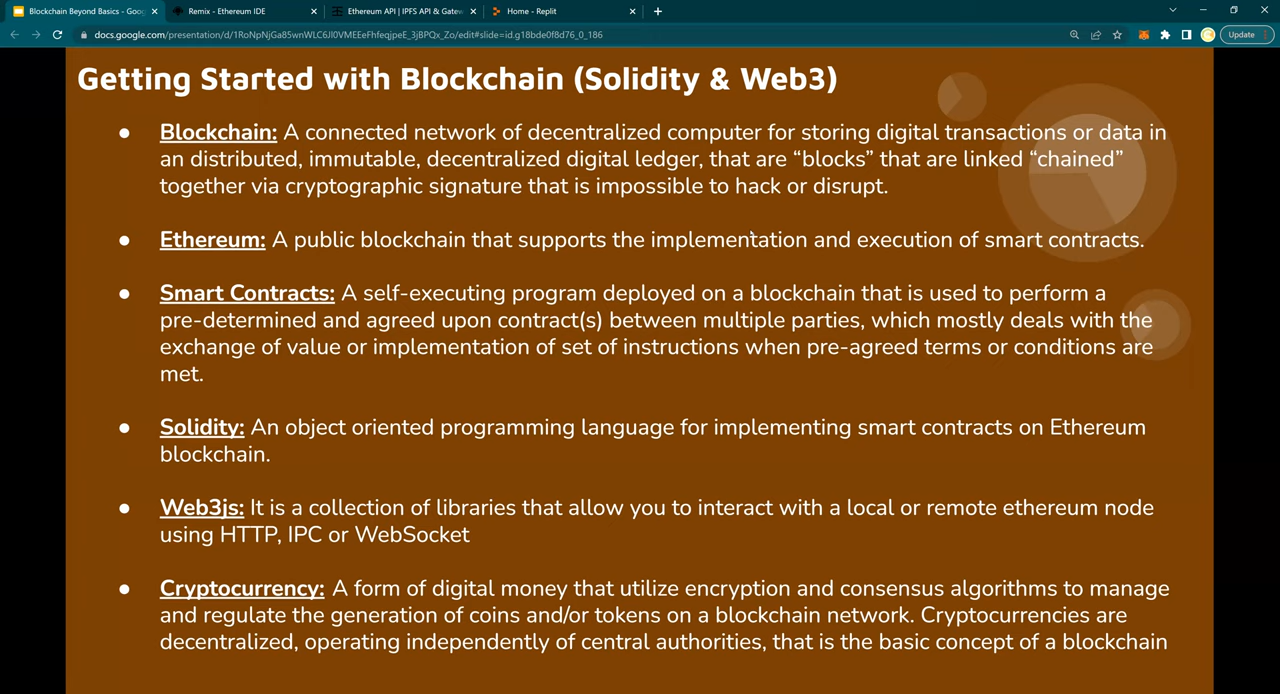 Blockchain Beyond Basics - Goog
Remix - Ethereum IDE
Ethereum API | IPFS API & Gatew
Home - Replit
docs.google.com/presentation/d/1RoNpNjGa85wnWLC6Jl0VMEEeFhfeqjpeE_3jBPQx_Zo/edit#slide=id.g18bde0f8d76_0_186
Update
Getting Started with Blockchain (Solidity & Web3)
● Blockchain: A connected network of decentralized computer for storing digital transactions or data in
an distributed, immutable, decentralized digital ledger, that are “blocks” that are linked “chained”
together via cryptographic signature that is impossible to hack or disrupt.
● Ethereum: A public blockchain that supports the implementation and execution of smart contracts.
● Smart Contracts: A self-executing program deployed on a blockchain that is used to perform a
pre-determined and agreed upon contract(s) between multiple parties, which mostly deals with the
exchange of value or implementation of set of instructions when pre-agreed terms or conditions are
met.
● Solidity: An object oriented programming language for implementing smart contracts on Ethereum
blockchain.
● Web3js: It is a collection of libraries that allow you to interact with a local or remote ethereum node
using HTTP, IPC or WebSocket
● Cryptocurrency: A form of digital money that utilize encryption and consensus algorithms to manage
and regulate the generation of coins and/or tokens on a blockchain network. Cryptocurrencies are
decentralized, operating independently of central authorities, that is the basic concept of a blockchain